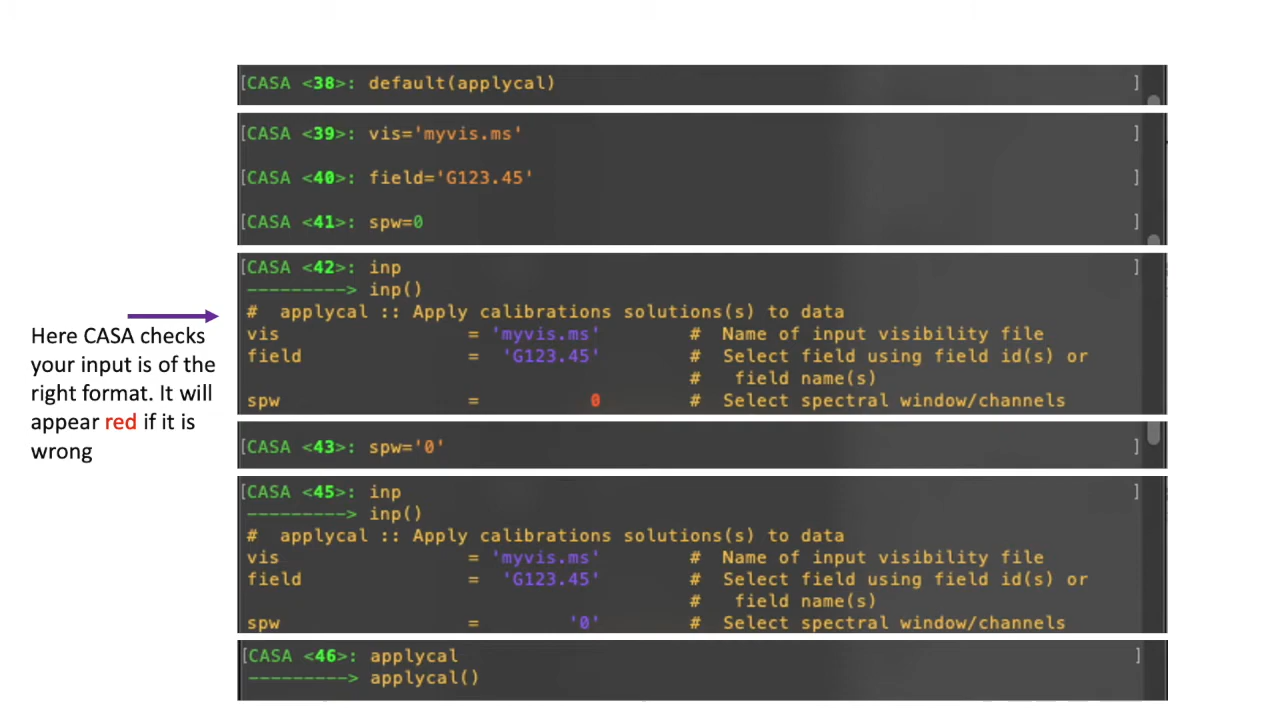 [CASA <38>: default(applycal) ]
[CASA <39>: vis='myvis.ms' ]
[CASA <40>: field='G123.45' ]
[CASA <41>: spw=0 ]
[CASA <42>: inp ]
---------> inp()
#  applycal :: Apply calibrations solutions(s) to data
vis = 'myvis.ms' #  Name of input visibility file
field = 'G123.45' #  Select field using field id(s) or
#   field name(s)
spw = 0 #  Select spectral window/channels
Here CASA checks
your input is of the
right format. It will
appear red if it is
wrong
[CASA <43>: spw='0' ]
[CASA <45>: inp ]
---------> inp()
#  applycal :: Apply calibrations solutions(s) to data
vis = 'myvis.ms' #  Name of input visibility file
field = 'G123.45' #  Select field using field id(s) or
#   field name(s)
spw = '0' #  Select spectral window/channels
[CASA <46>: applycal ]
---------> applycal()